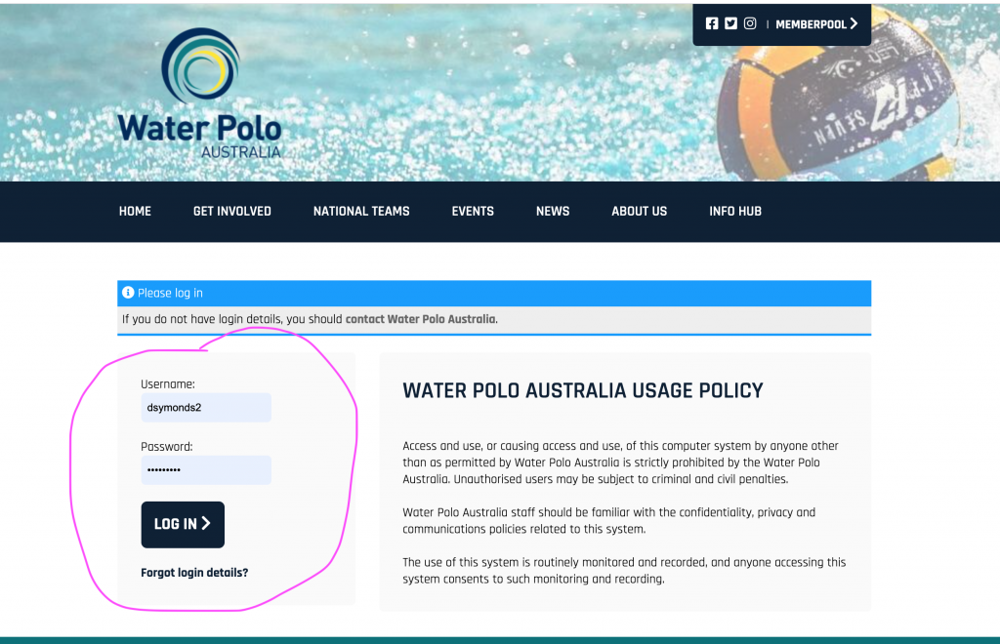 MEMBERPOOL
Water Polo
AUSTRALIA
SEVEN
HOME
GET INVOLVED
NATIONAL TEAMS
EVENTS
NEWS
ABOUT US
INFO HUB
Please log in
If you do not have login details, you should contact Water Polo Australia.
Username:
dsymonds2
Password:
•••••••••
LOG IN
Forgot login details?
WATER POLO AUSTRALIA USAGE POLICY
Access and use, or causing access and use, of this computer system by anyone other
than as permitted by Water Polo Australia is strictly prohibited by the Water Polo
Australia. Unauthorised users may be subject to criminal and civil penalties.
Water Polo Australia staff should be familiar with the confidentiality, privacy and
communications policies related to this system.
The use of this system is routinely monitored and recorded, and anyone accessing this
system consents to such monitoring and recording.